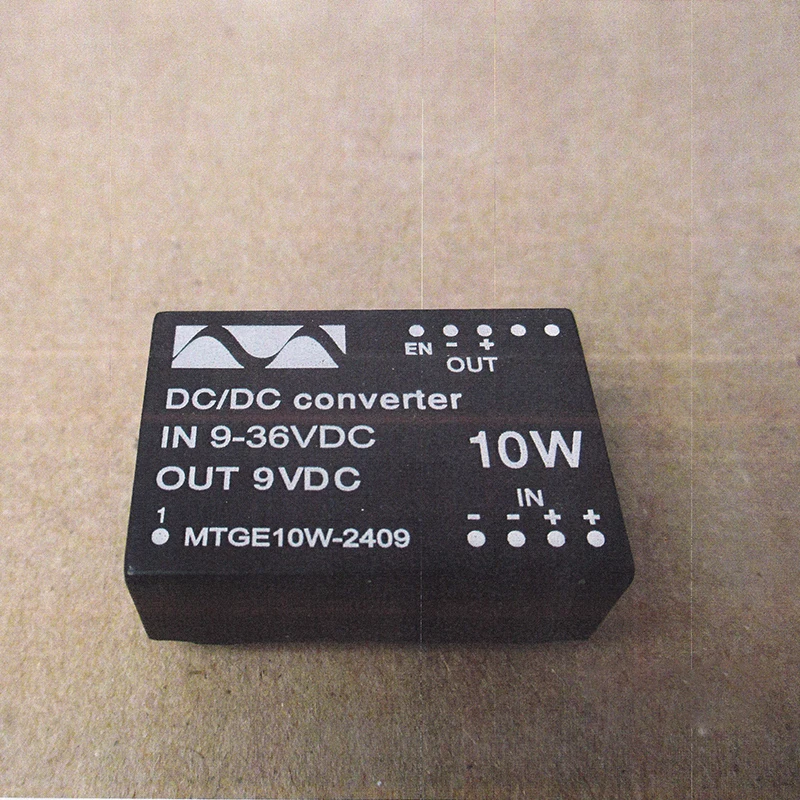 EN - +
OUT
DC/DC converter
IN 9-36VDC
OUT 9VDC
10W
IN
- - + +
1
MTGE10W-2409